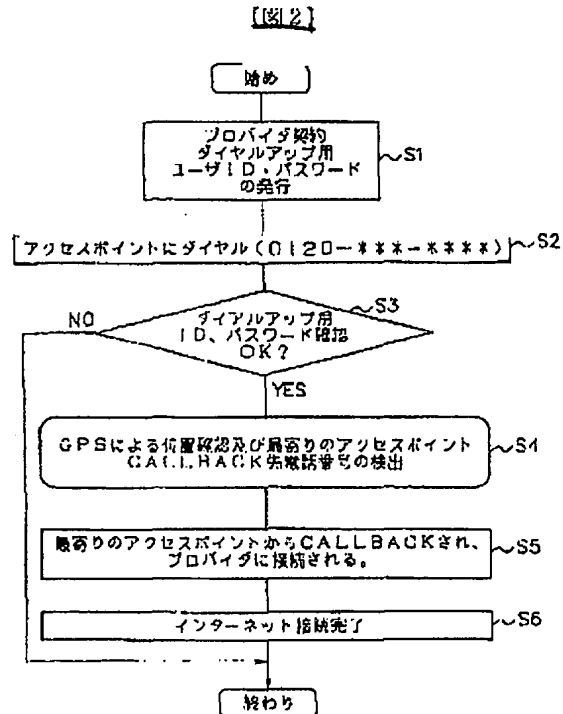 【図2】
始め
プロバイダ契約
ダイヤルアップ用
ユーザID・パスワード
の発行
S1
アクセスポイントにダイヤル(0120-***-****)
S2
S3
ダイアルアップ用
ID、パスワード確認
OK?
NO
YES
GPSによる位置確認及び最寄りのアクセスポイント
CALLBACK先電話番号の検出
S4
最寄りのアクセスポイントからCALLBACKされ、
プロバイダに接続される。
S5
インターネット接続完了
S6
終わり